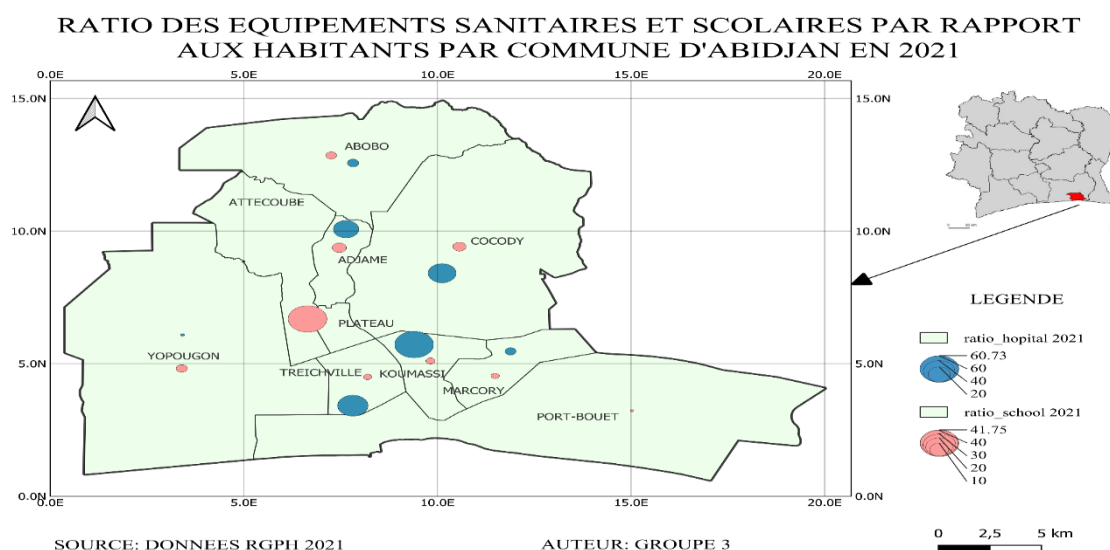 RATIO DES EQUIPEMENTS SANITAIRES ET SCOLAIRES PAR RAPPORT
AUX HABITANTS PAR COMMUNE D'ABIDJAN EN 2021
0.0E 5.0E 10.0E 15.0E 20.0E
15.0N 15.0N
ABOBO
ATTECOUBE
10.0N 10.0N
COCODY
ADJAME
LEGENDE
PLATEAU
ratio_hopital 2021
YOPOUGON
60.73
60
40
20
5.0N 5.0N
TREICHVILLE KOUMASSI
MARCORY
PORT-BOUET
ratio_school 2021
41.75
40
30
20
10
0.0N 0.0N
0.0E 5.0E 10.0E 15.0E 20.0E
0 2,5 5 km
SOURCE: DONNEES RGPH 2021 AUTEUR: GROUPE 3